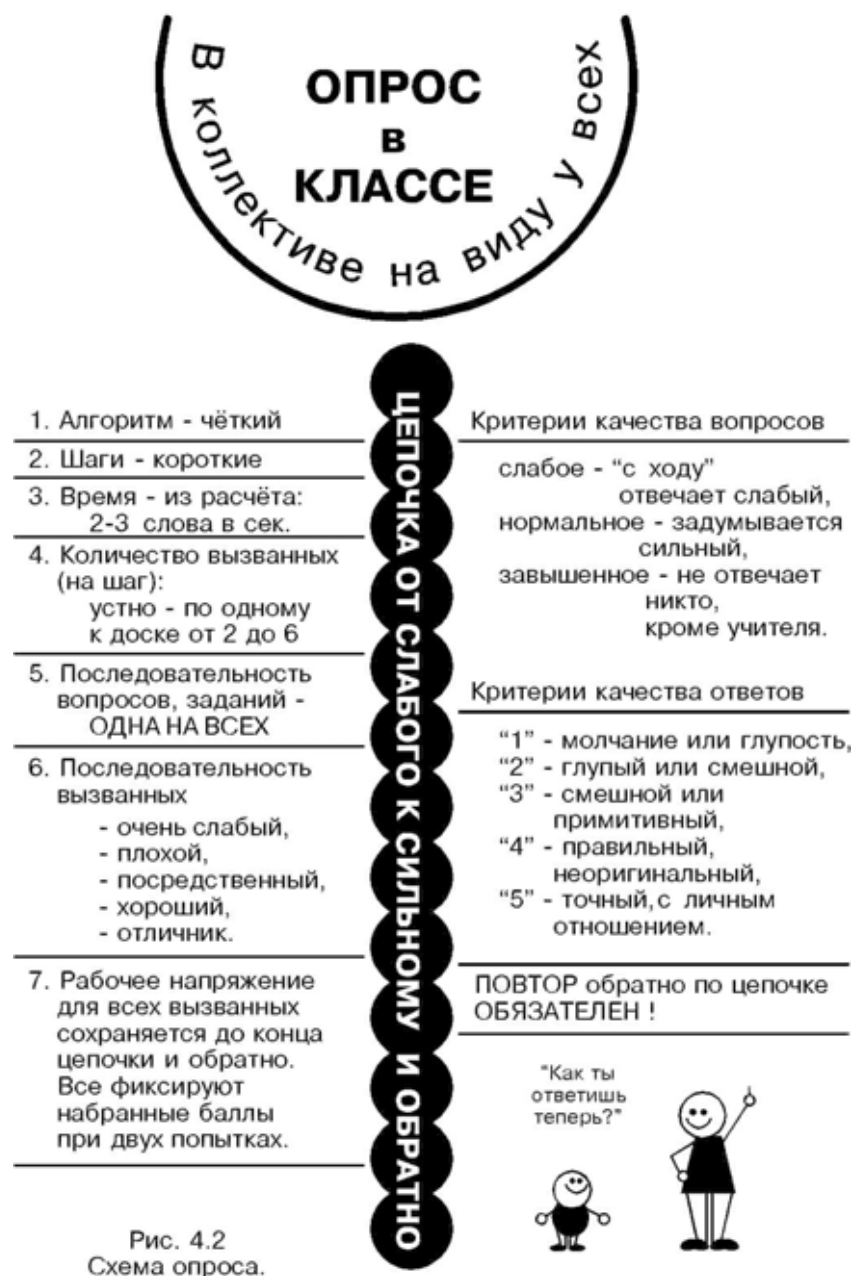 ОПРОС
в
КЛАССЕ
В коллективе на виду у всех
1. Алгоритм - чёткий
2. Шаги - короткие
3. Время - из расчёта:
2-3 слова в сек.
4. Количество вызванных
(на шаг):
устно - по одному
к доске от 2 до 6
5. Последовательность
вопросов, заданий -
ОДНА НА ВСЕХ
6. Последовательность
вызванных
- очень слабый,
- плохой,
- посредственный,
- хороший,
- отличник.
7. Рабочее напряжение
для всех вызванных
сохраняется до конца
цепочки и обратно.
Все фиксируют
набранные баллы
при двух попытках.
Рис. 4.2
Схема опроса.
ЦЕПОЧКА ОТ СЛАБОГО К СИЛЬНОМУ И ОБРАТНО
Критерии качества вопросов
слабое - “с ходу”
отвечает слабый,
нормальное - задумывается
сильный,
завышенное - не отвечает
никто,
кроме учителя.
Критерии качества ответов
“1” - молчание или глупость,
“2” - глупый или смешной,
“3” - смешной или
примитивный,
“4” - правильный,
неоригинальный,
“5” - точный, с личным
отношением.
ПОВТОР обратно по цепочке
ОБЯЗАТЕЛЕН !
"Как ты
ответишь
теперь?"